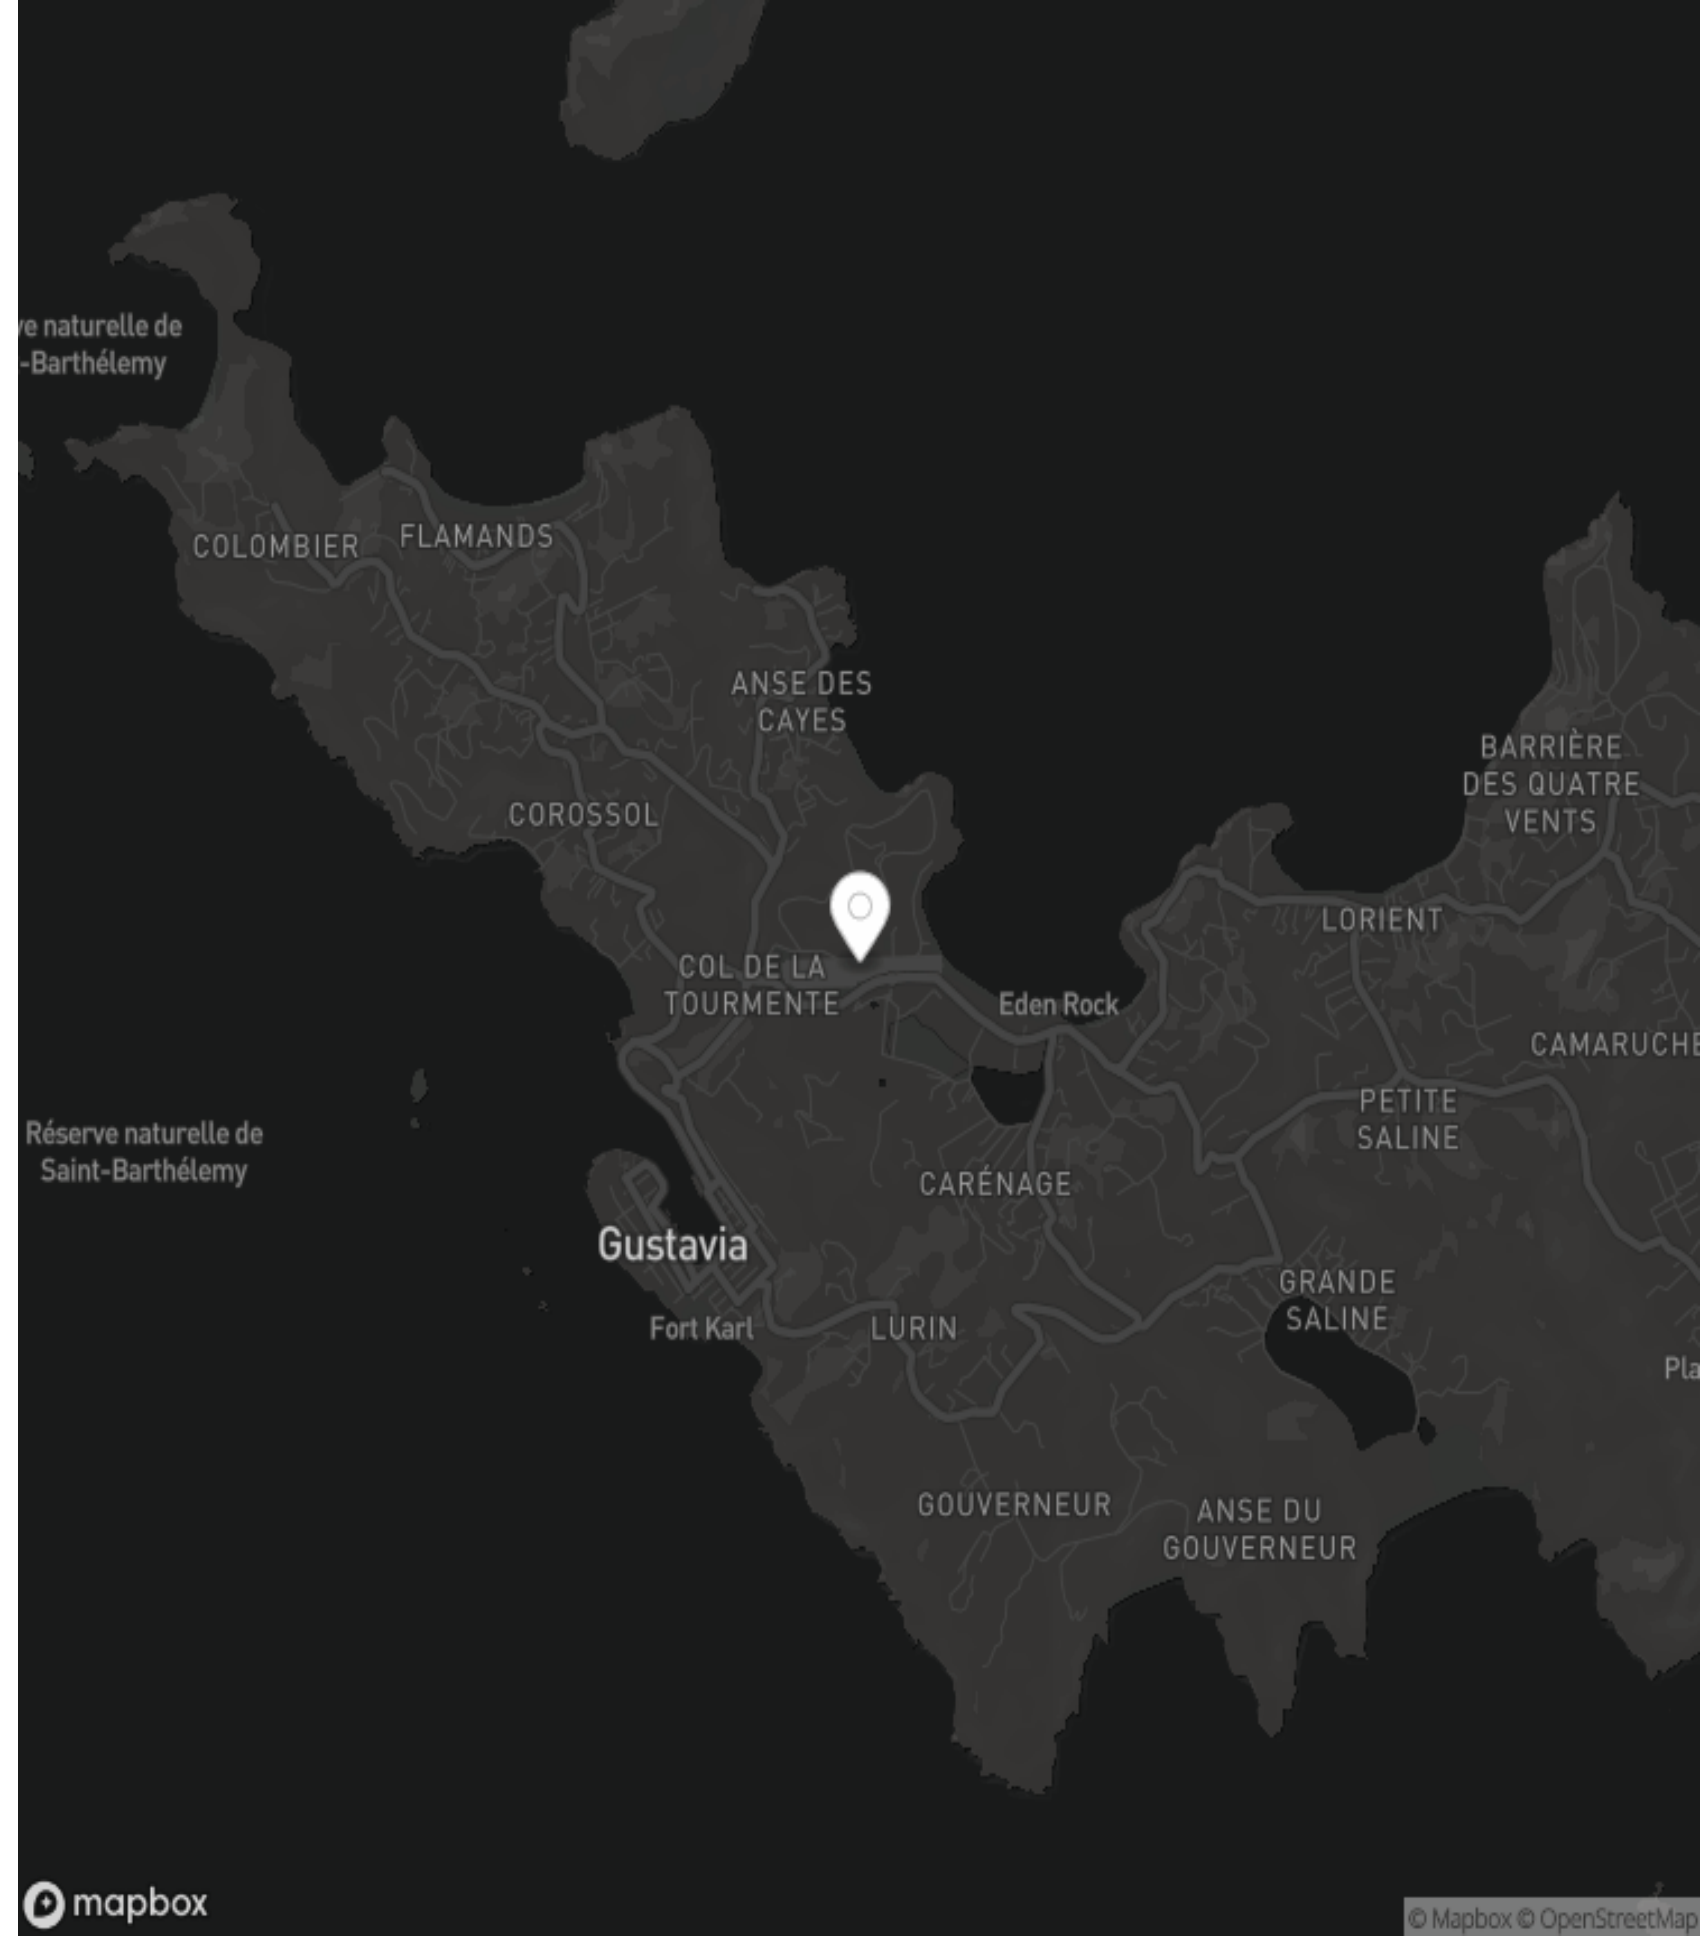 ve naturelle de
-Barthélemy
FLAMANDS
COLOMBIER
ANSE DES
CAYES
BARRIÈRE
DES QUATRE
VENTS
COROSSOL
LORIENT
COL DE LA
TOURMENTE
Eden Rock
CAMARUCHE
PETITE
SALINE
Réserve naturelle de
Saint-Barthélemy
CARÉNAGE
Gustavia
GRANDE
SALINE
Fort Karl
LURIN
Pla
GOUVERNEUR
ANSE DU
GOUVERNEUR
mapbox
© Mapbox © OpenStreetMap